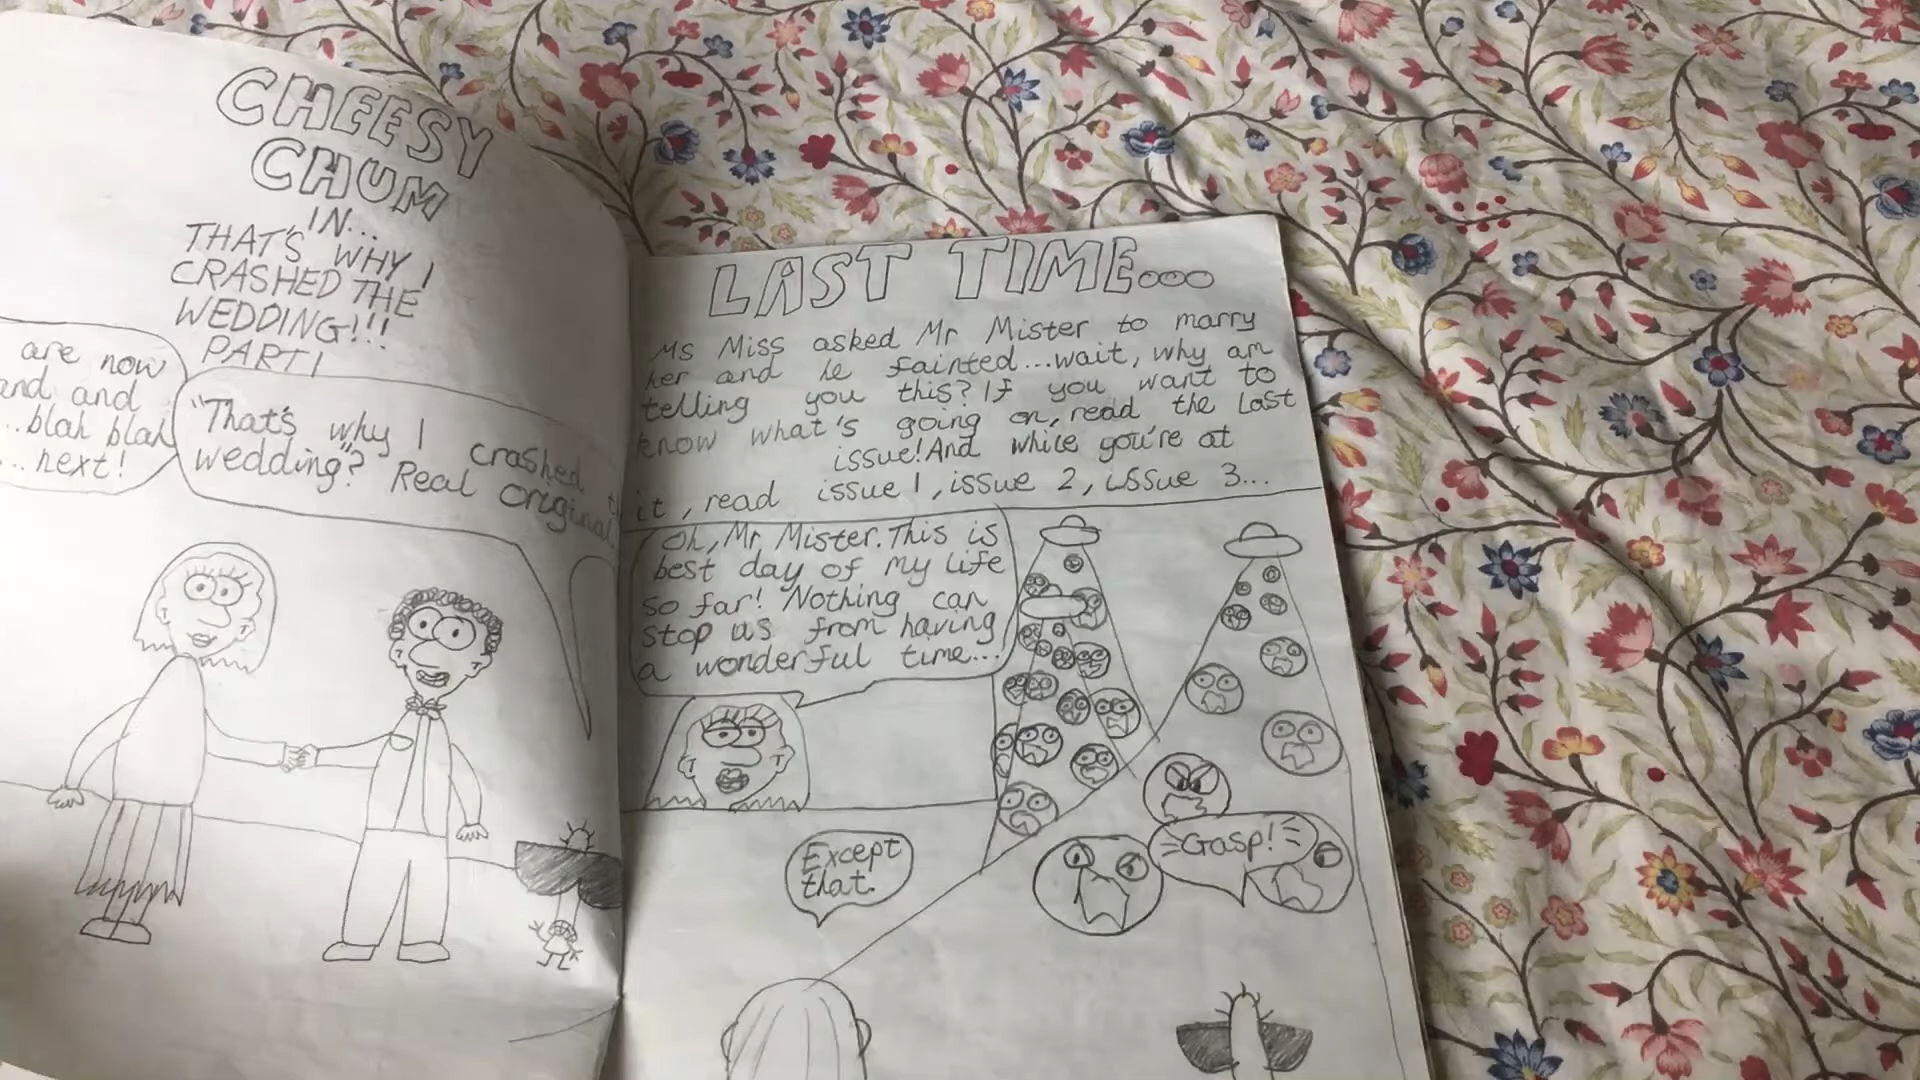 CHEESY
CHUM
IN...
THAT'S WHY I
CRASHED THE
WEDDING!!!
PART 1
are now
and and
...blah blah
... next!
"That's why I crashed
wedding"? Real original
LAST TIME...
Ms Miss asked Mr Mister to marry
her and he fainted...wait, why am
telling you this? If you want to
know what's going on, read the last
issue! And while you're at
it, read issue 1, issue 2, issue 3...
Oh, Mr Mister. This is
best day of my life
so far! Nothing can
stop us from having
a wonderful time...
Except
that.
Gasp!